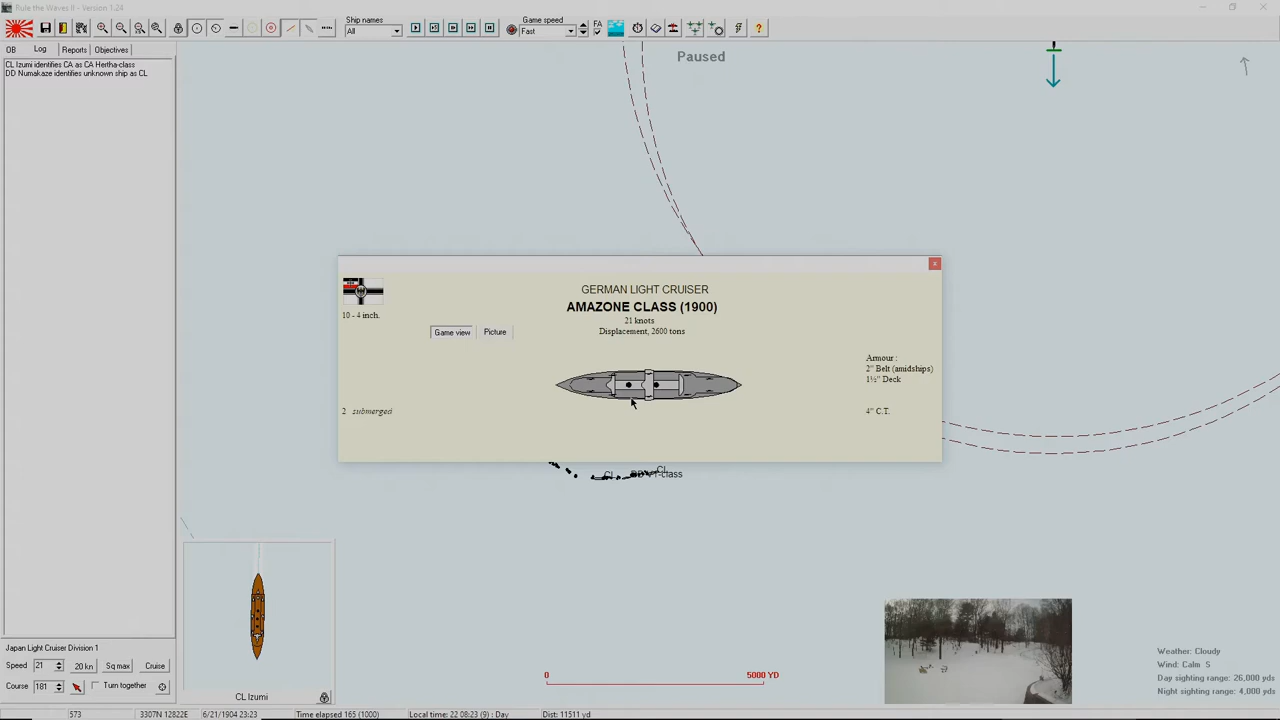 Rule the Waves II - Version 1.24
Ship names
All
Game speed
Fast
FA
OB Log Reports Objectives
CL Izumi identifies CA as CA Hertha-class
DD Numakaze identifies unknown ship as CL
Paused
GERMAN LIGHT CRUISER
AMAZONE CLASS (1900)
21 knots
Displacement, 2600 tons
10 - 4 inch.
Game view Picture
Armour :
2" Belt (amidships)
1½" Deck
2 submerged
4" C.T.
CL
CL
Japan Light Cruiser Division 1
Speed 21 20 kn Sq max Cruise
Course 181 Turn together
CL Izumi
0 5000 YD
Weather: Cloudy
Wind: Calm S
Day sighting range: 26,000 yds
Night sighting range: 4,000 yds
573 3307N 12822E 6/21/1904 23:23 Time elapsed 165 (1000) Local time: 22 08:23 (9) : Day Dist: 11511 yd